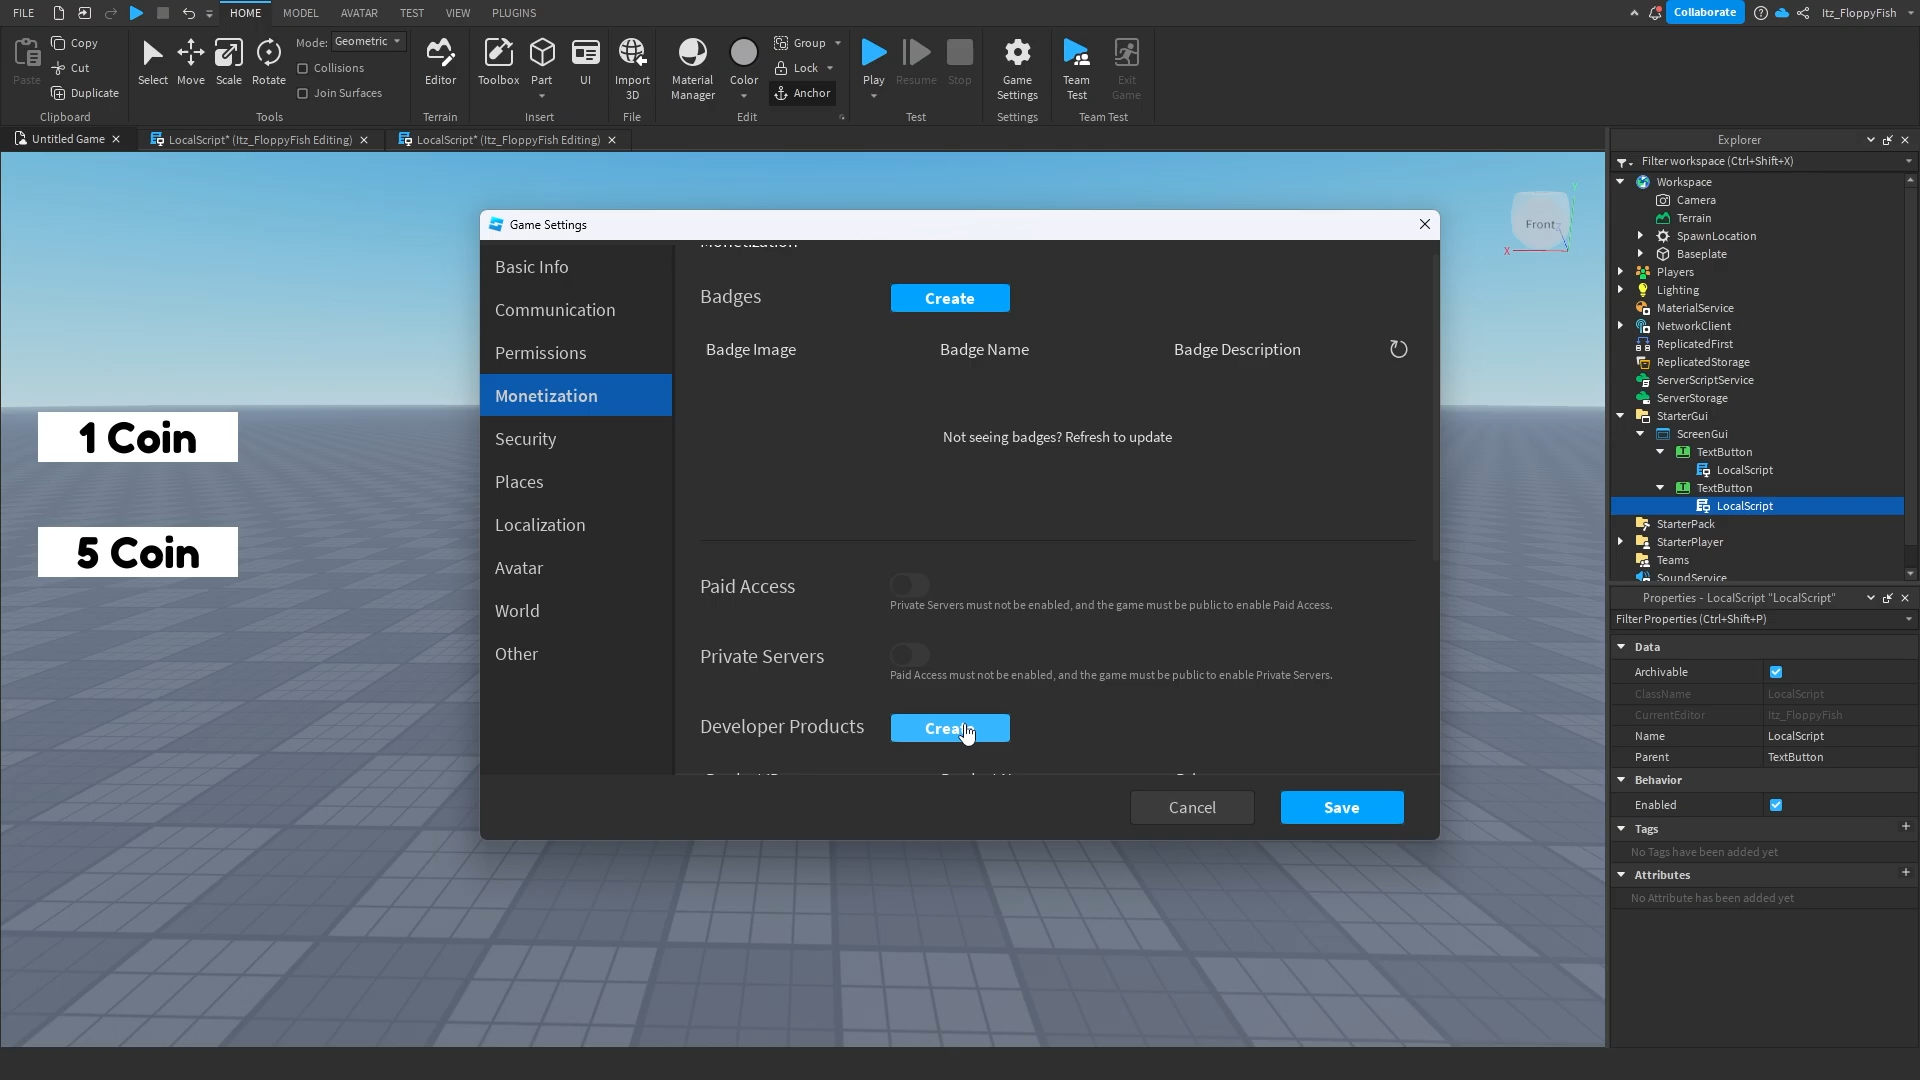 FILE
HOME
MODEL
AVATAR
TEST
VIEW
PLUGINS
Collaborate
Itz_FloppyFish
Paste
Copy
Cut
Duplicate
Clipboard
Select
Move
Scale
Rotate
Mode: Geometric
Collisions
Join Surfaces
Tools
Editor
Terrain
Toolbox
Part
UI
Insert
Import
3D
File
Material
Manager
Color
Group
Lock
Anchor
Edit
Play
Resume
Stop
Test
Game
Settings
Settings
Team
Test
Exit
Game
Team Test
Untitled Game
LocalScript* (Itz_FloppyFish Editing)
LocalScript* (Itz_FloppyFish Editing)
1 Coin
5 Coin
Front
X
Game Settings
Basic Info
Communication
Permissions
Monetization
Security
Places
Localization
Avatar
World
Other
Monetization
Badges
Create
Badge Image
Badge Name
Badge Description
Not seeing badges? Refresh to update
Paid Access
Private Servers must not be enabled, and the game must be public to enable Paid Access.
Private Servers
Paid Access must not be enabled, and the game must be public to enable Private Servers.
Developer Products
Create
Cancel
Save
Explorer
Filter workspace (Ctrl+Shift+X)
Workspace
Camera
Terrain
SpawnLocation
Baseplate
Players
Lighting
MaterialService
NetworkClient
ReplicatedFirst
ReplicatedStorage
ServerScriptService
ServerStorage
StarterGui
ScreenGui
TextButton
LocalScript
TextButton
LocalScript
StarterPack
StarterPlayer
Teams
SoundService
Properties - LocalScript "LocalScript"
Filter Properties (Ctrl+Shift+P)
Data
Archivable
ClassName LocalScript
CurrentEditor Itz_FloppyFish
Name LocalScript
Parent TextButton
Behavior
Enabled
Tags
No Tags have been added yet
Attributes
No Attribute has been added yet